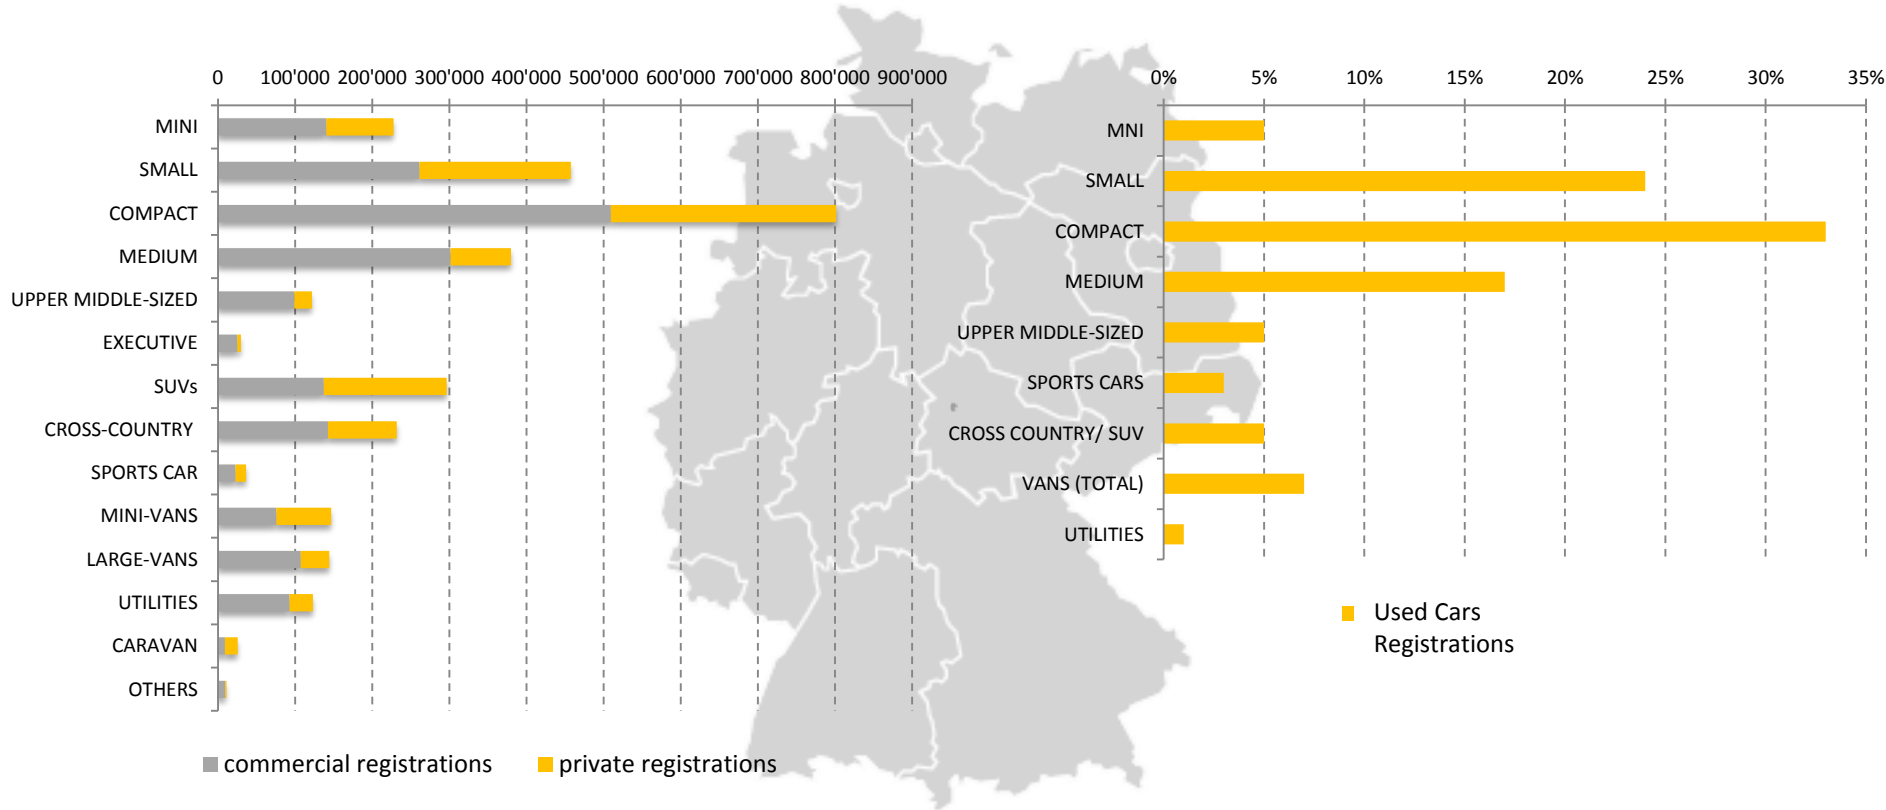 0 100'000 200'000 300'000 400'000 500'000 600'000 700'000 800'000 900'000
MINI
SMALL
COMPACT
MEDIUM
UPPER MIDDLE-SIZED
EXECUTIVE
SUVs
CROSS-COUNTRY
SPORTS CAR
MINI-VANS
LARGE-VANS
UTILITIES
CARAVAN
OTHERS
commercial registrations private registrations
0% 5% 10% 15% 20% 25% 30% 35%
MNI
SMALL
COMPACT
MEDIUM
UPPER MIDDLE-SIZED
SPORTS CARS
CROSS COUNTRY/ SUV
VANS (TOTAL)
UTILITIES
Used Cars
Registrations